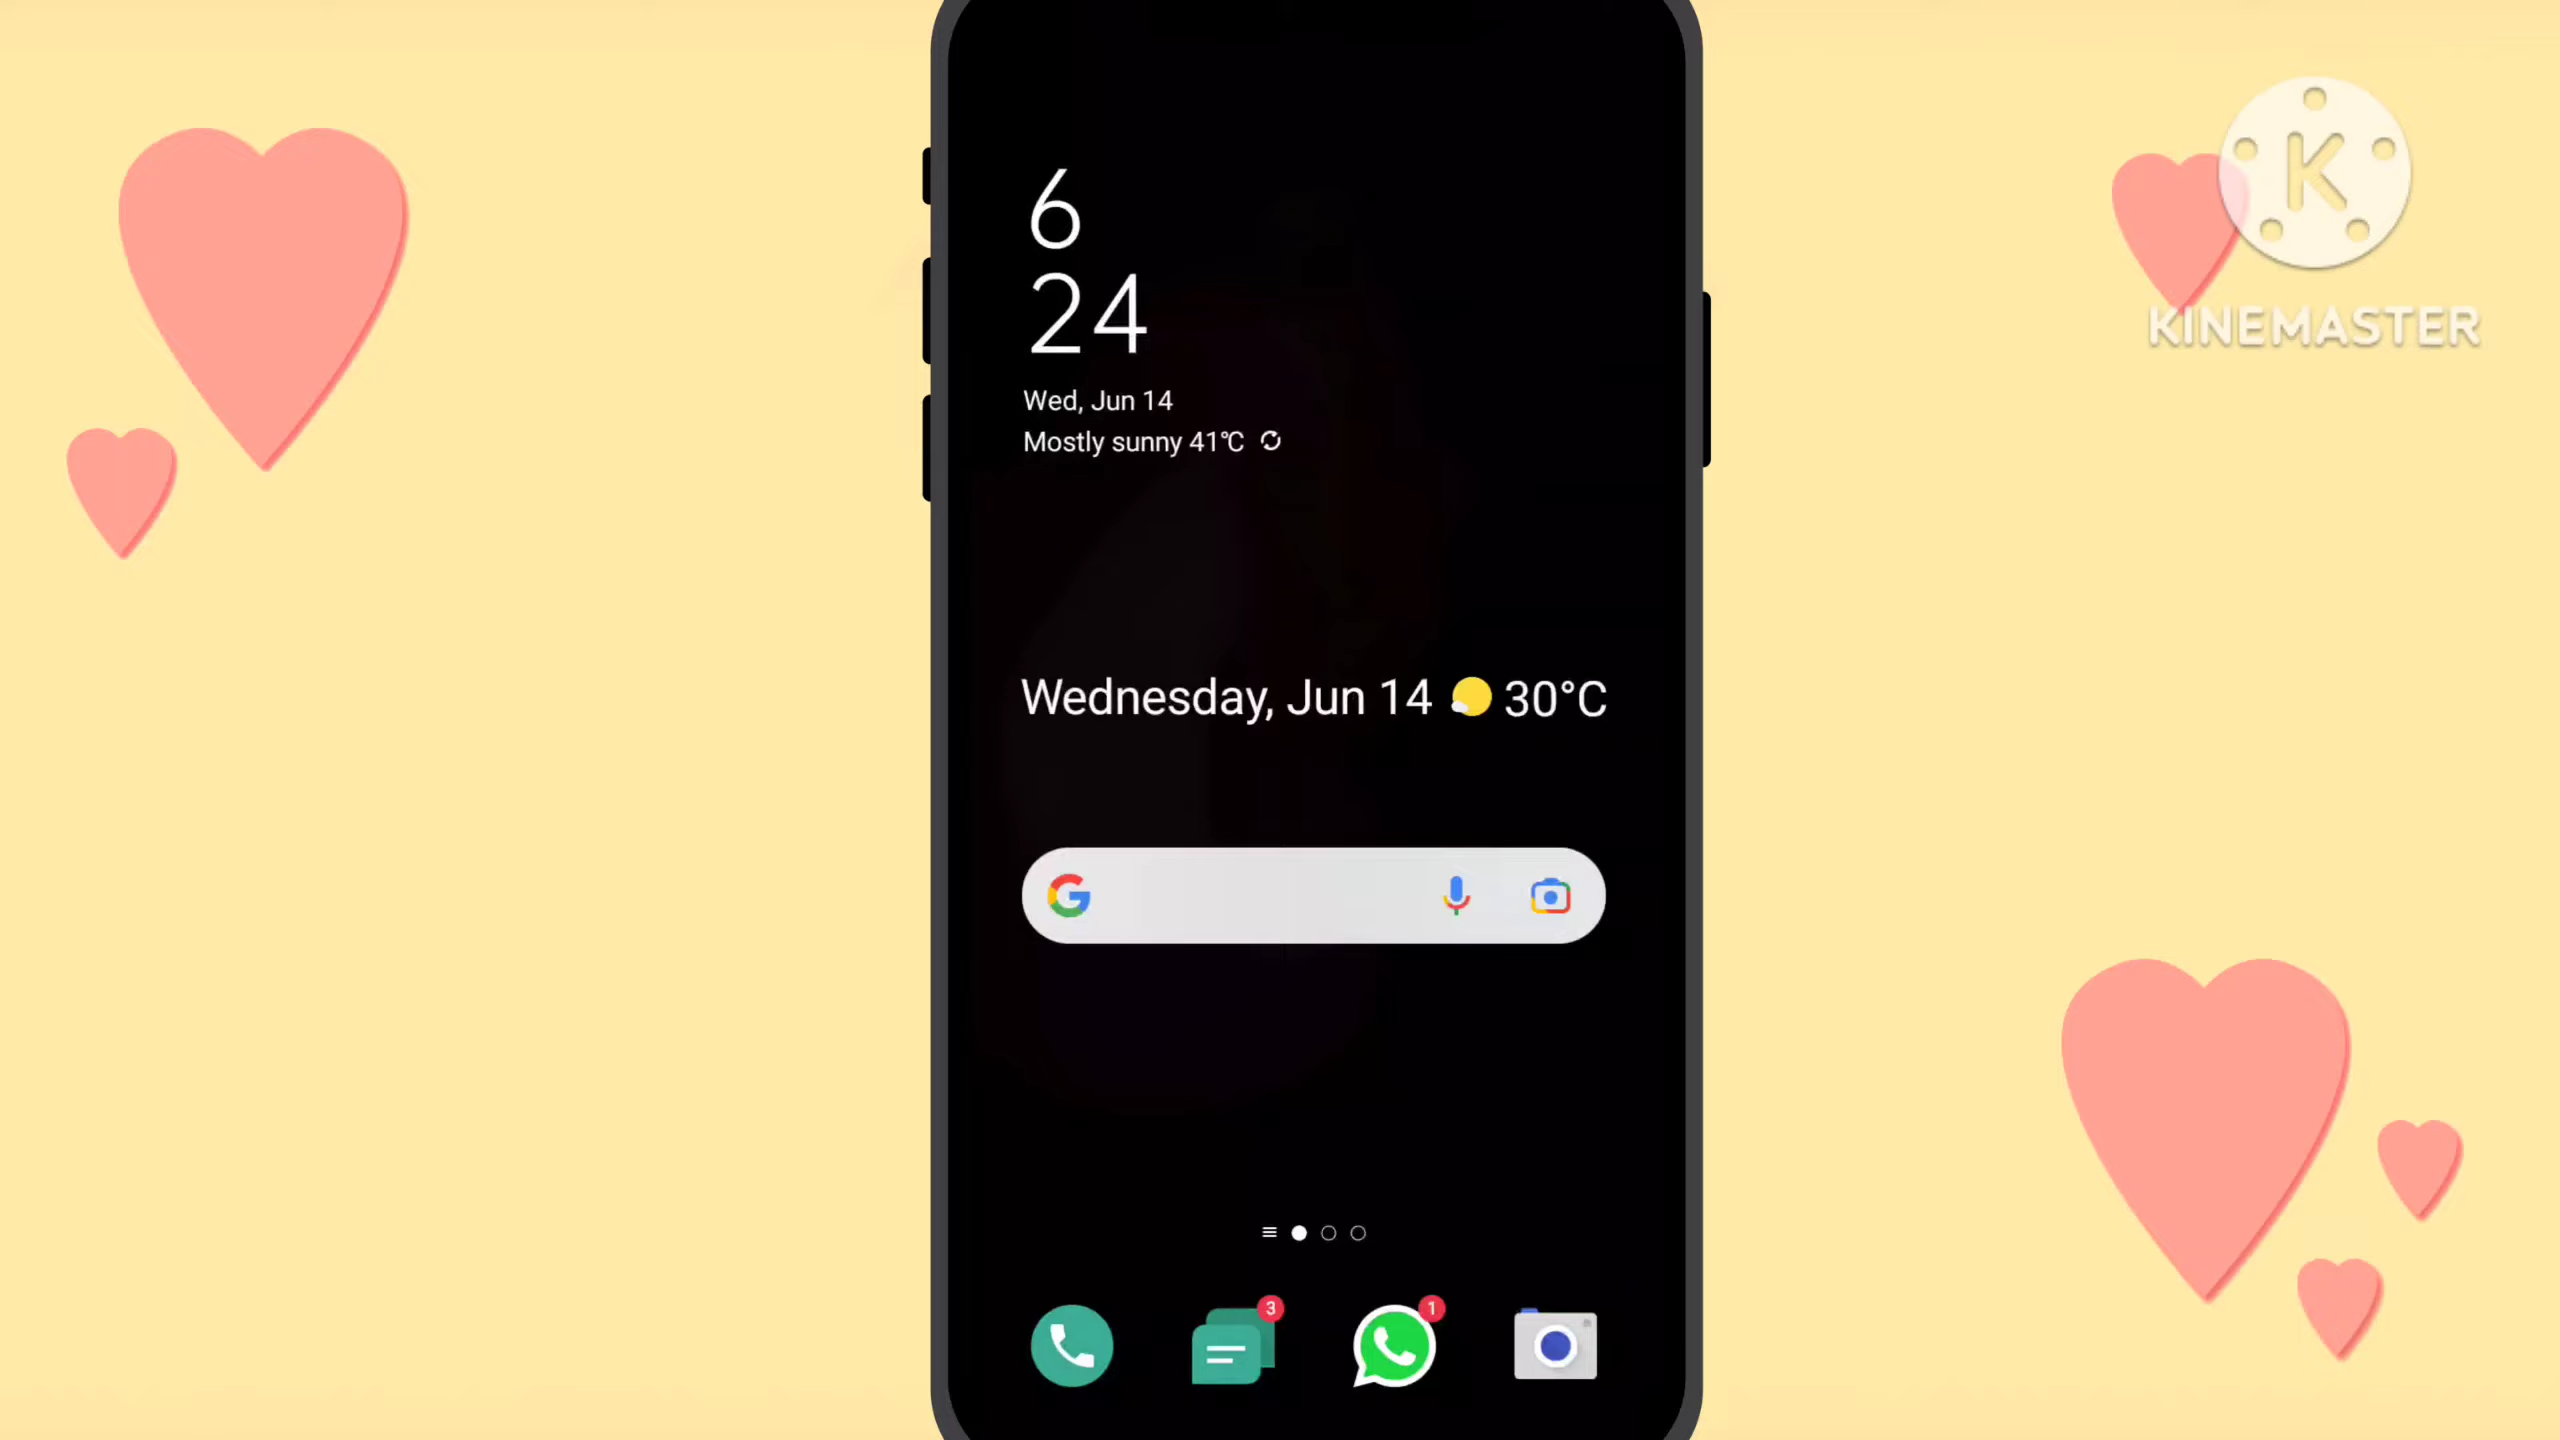 6
24
Wed, Jun 14
Mostly sunny 41°C
Wednesday, Jun 14 30°C
G
3
1
K
KINEMASTER